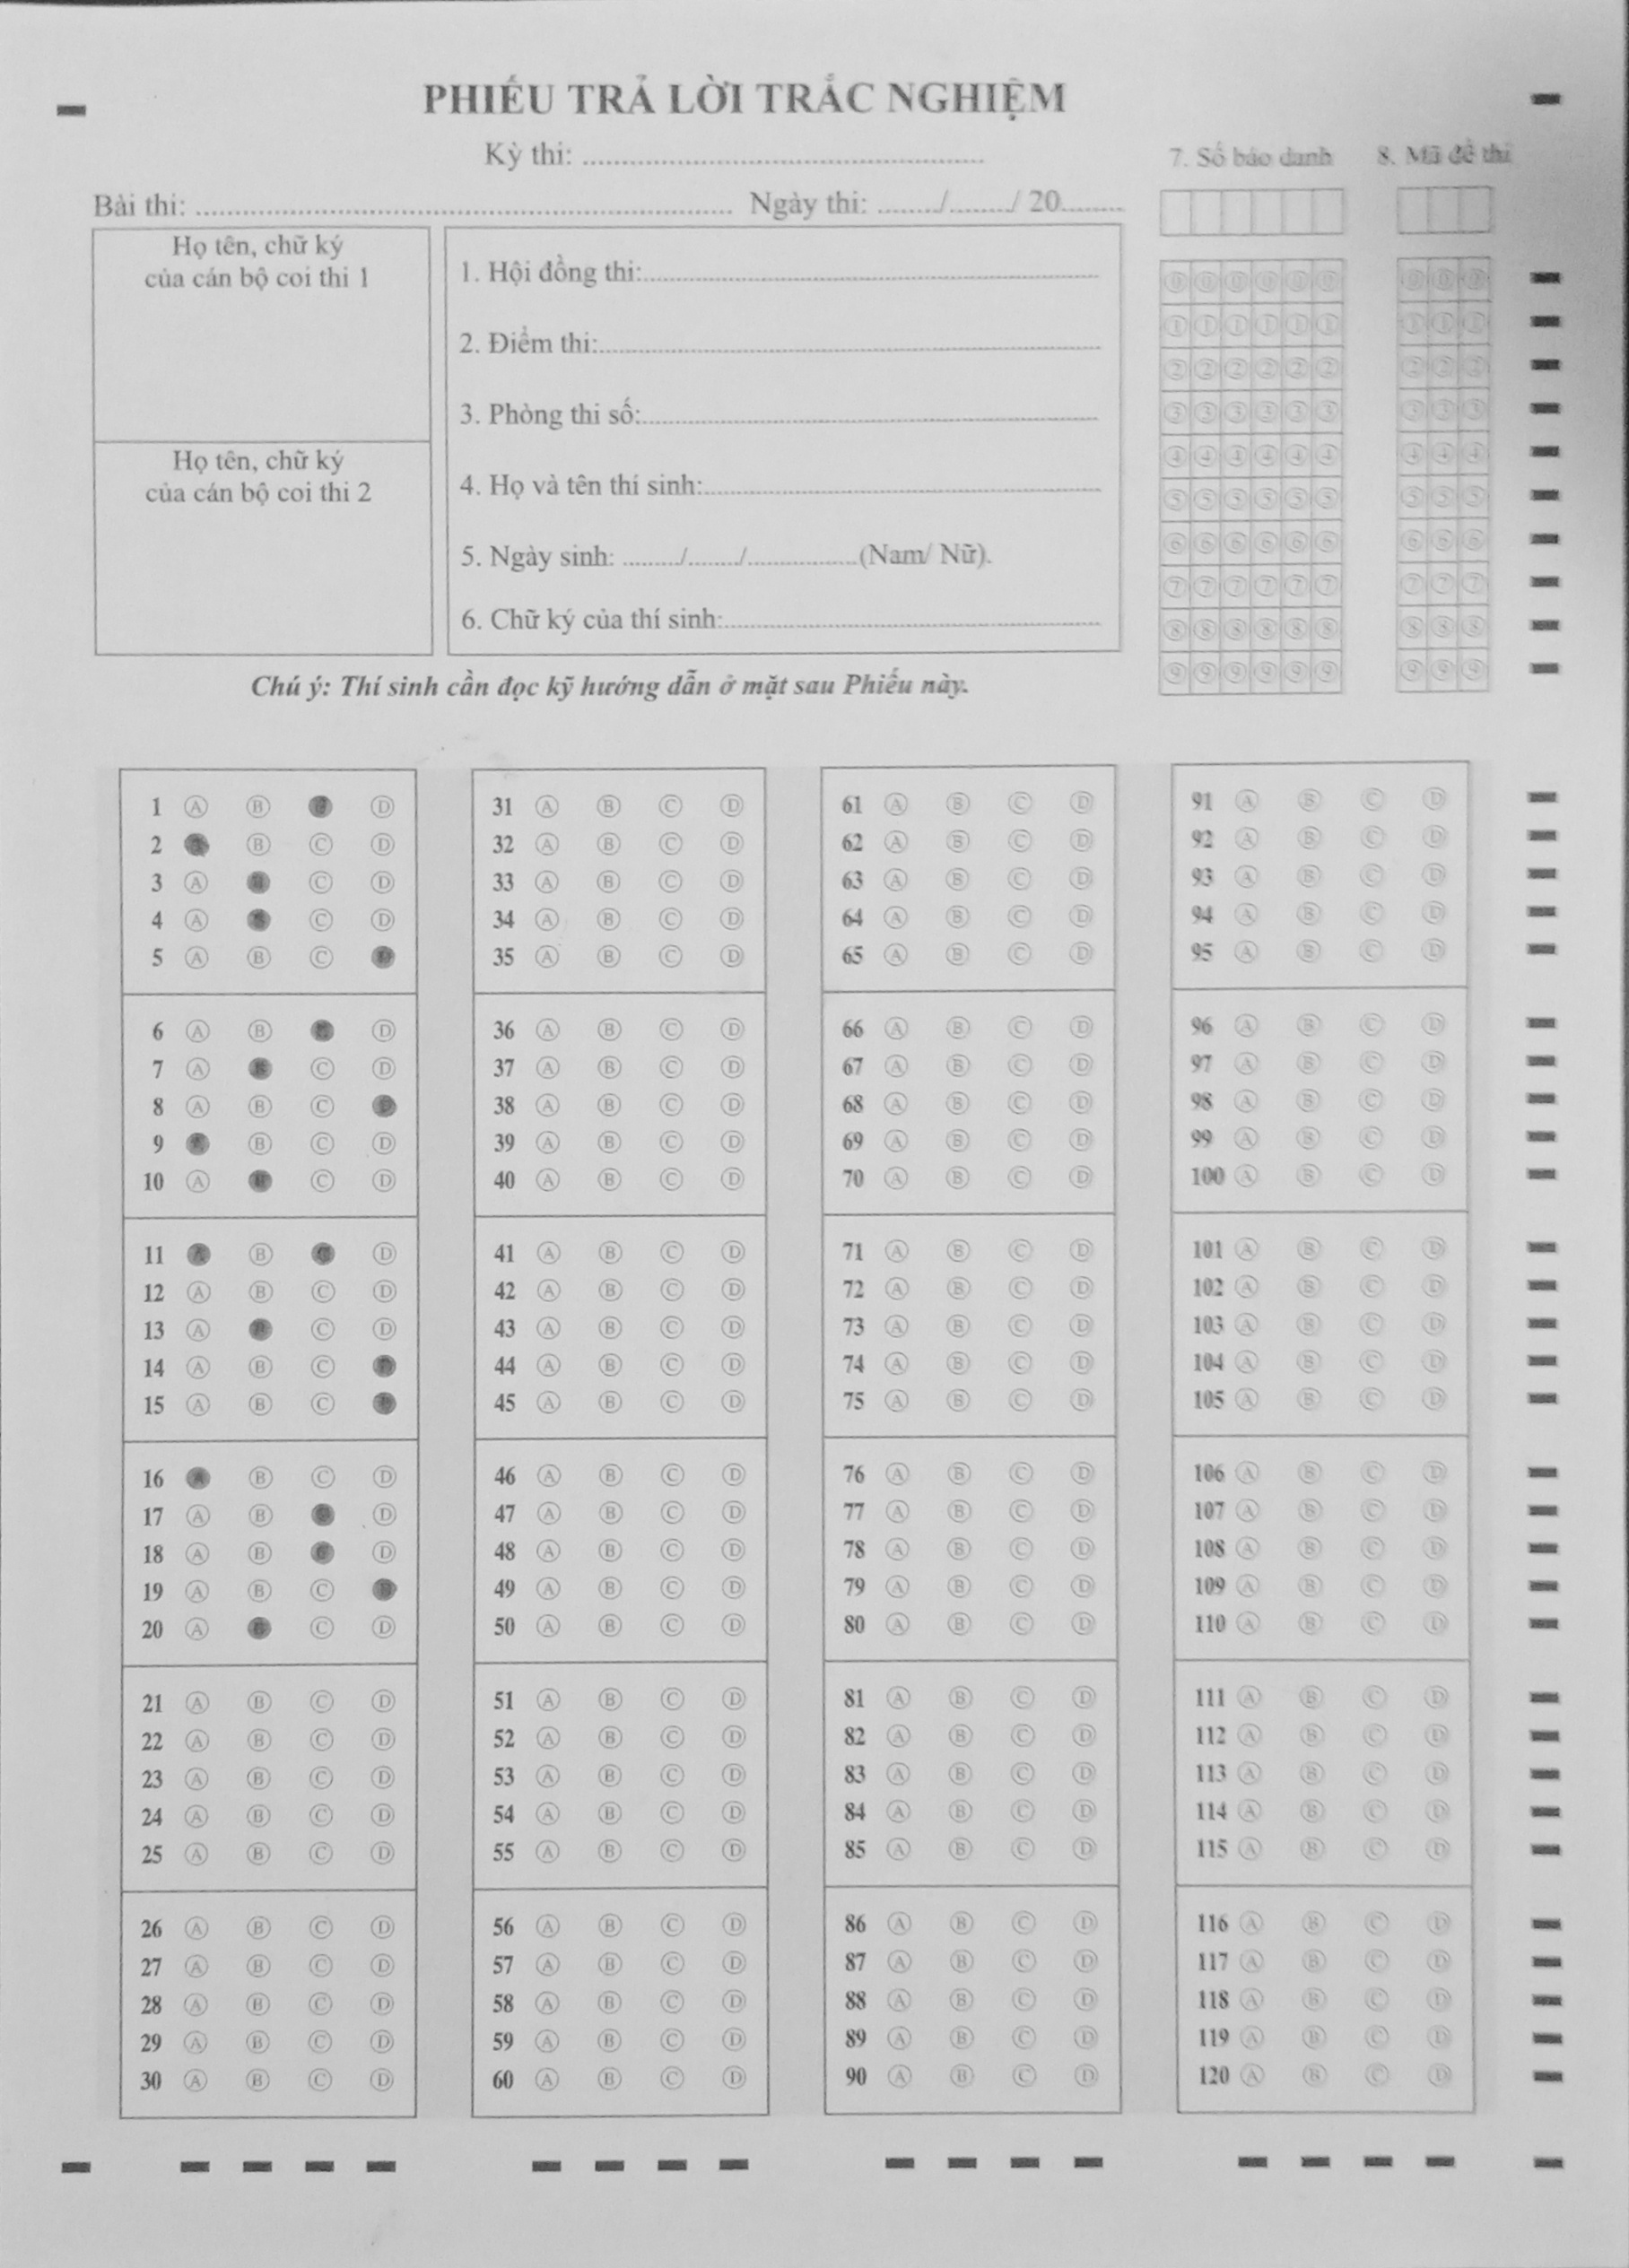 PHIẾU TRẢ LỜI TRẮC NGHIỆM
Kỳ thi: ........................................
Bài thi: ........................................ Ngày thi: ......../......../ 20........
7. Số báo danh
8. Mã đề thi
Họ tên, chữ ký
của cán bộ coi thi 1
Họ tên, chữ ký
của cán bộ coi thi 2
1. Hội đồng thi:........................................
2. Điểm thi:........................................
3. Phòng thi số:........................................
4. Họ và tên thí sinh:........................................
5. Ngày sinh: ......../......../................(Nam/ Nữ).
6. Chữ ký của thí sinh:........................................
0 0 0 0 0 0 0 0 0
1 1 1 1 1 1 1 1 1
2 2 2 2 2 2 2 2 2
3 3 3 3 3 3 3 3 3
4 4 4 4 4 4 4 4 4
5 5 5 5 5 5 5 5 5
6 6 6 6 6 6 6 6 6
7 7 7 7 7 7 7 7 7
8 8 8 8 8 8 8 8 8
9 9 9 9 9 9 9 9 9
Chú ý: Thí sinh cần đọc kỹ hướng dẫn ở mặt sau Phiếu này.
1 A B D
2 B C D
3 A C D
4 A C D
5 A B C D
6 A B D
7 A B C D
8 A B C D
9 B C D
10 A C D
11 A B D
12 A B C D
13 A C D
14 A B C D
15 A B C
16 A B C D
17 A B D
18 A B D
19 A B C
20 A C D
21 A B C D
22 A B C D
23 A B C D
24 A B C D
25 A B C D
26 A B C D
27 A B C D
28 A B C D
29 A B C D
30 A B C D
31 A B C D
32 A B C D
33 A B C D
34 A B C D
35 A B C D
36 A B C D
37 A B C D
38 A B C D
39 A B C D
40 A B C D
41 A B C D
42 A B C D
43 A B C D
44 A B C D
45 A B C D
46 A B C D
47 A B C D
48 A B C D
49 A B C D
50 A B C D
51 A B C D
52 A B C D
53 A B C D
54 A B C D
55 A B C D
56 A B C D
57 A B C D
58 A B C D
59 A B C D
60 A B C D
61 A B C D
62 A B C D
63 A B C D
64 A B C D
65 A B C D
66 A B C D
67 A B C D
68 A B C D
69 A B C D
70 A B C D
71 A B C D
72 A B C D
73 A B C D
74 A B C D
75 A B C D
76 A B C D
77 A B C D
78 A B C D
79 A B C D
80 A B C D
81 A B C D
82 A B C D
83 A B C D
84 A B C D
85 A B C D
86 A B C D
87 A B C D
88 A B C D
89 A B C D
90 A B C D
91 A B C D
92 A B C D
93 A B C D
94 A B C D
95 A B C D
96 A B C D
97 A B C D
98 A B C D
99 A B C D
100 A B C D
101 A B C D
102 A B C D
103 A B C D
104 A B C D
105 A B C D
106 A B C D
107 A B C D
108 A B C D
109 A B C D
110 A B C D
111 A B C D
112 A B C D
113 A B C D
114 A B C D
115 A B C D
116 A B C D
117 A B C D
118 A B C D
119 A B C D
120 A B C D